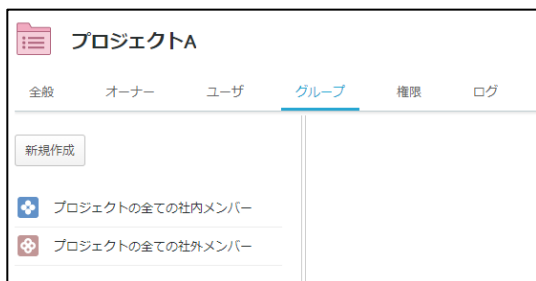 プロジェクトA
全般 オーナー ユーザ グループ 権限 ログ
新規作成
プロジェクトの全ての社内メンバー
プロジェクトの全ての社外メンバー